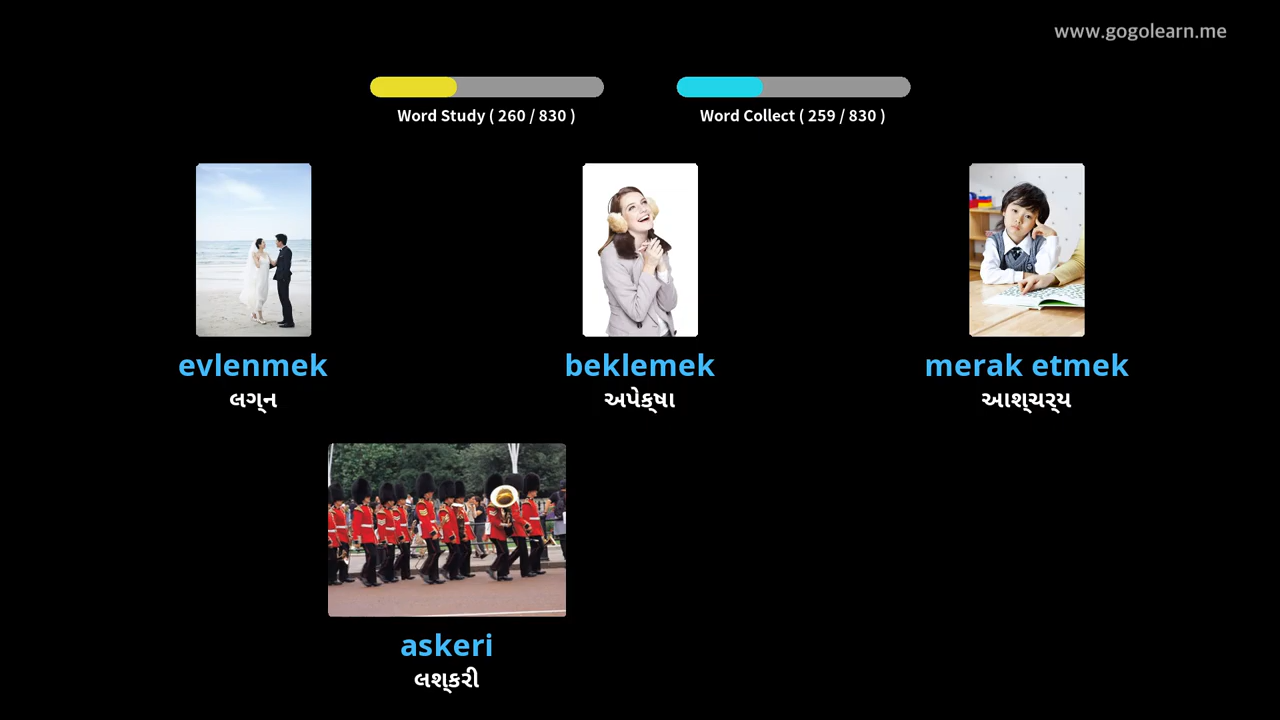 www.gogolearn.me
Word Study ( 260 / 830 )
Word Collect ( 259 / 830 )
evlenmek
લગ્ન
beklemek
અપેક્ષા
merak etmek
આશ્ચર્ય
askeri
લશ્કરી